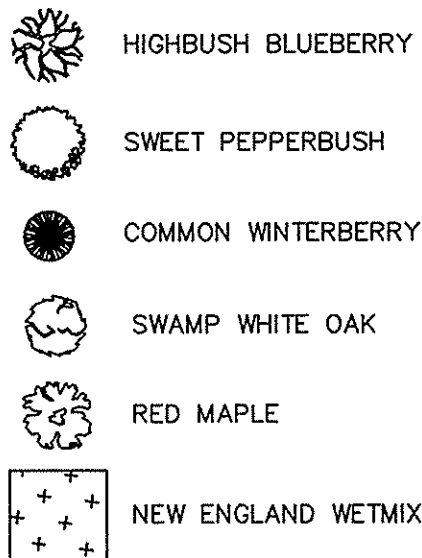 HIGHBUSH BLUEBERRY
SWEET PEPPERBUSH
COMMON WINTERBERRY
SWAMP WHITE OAK
RED MAPLE
NEW ENGLAND WETMIX